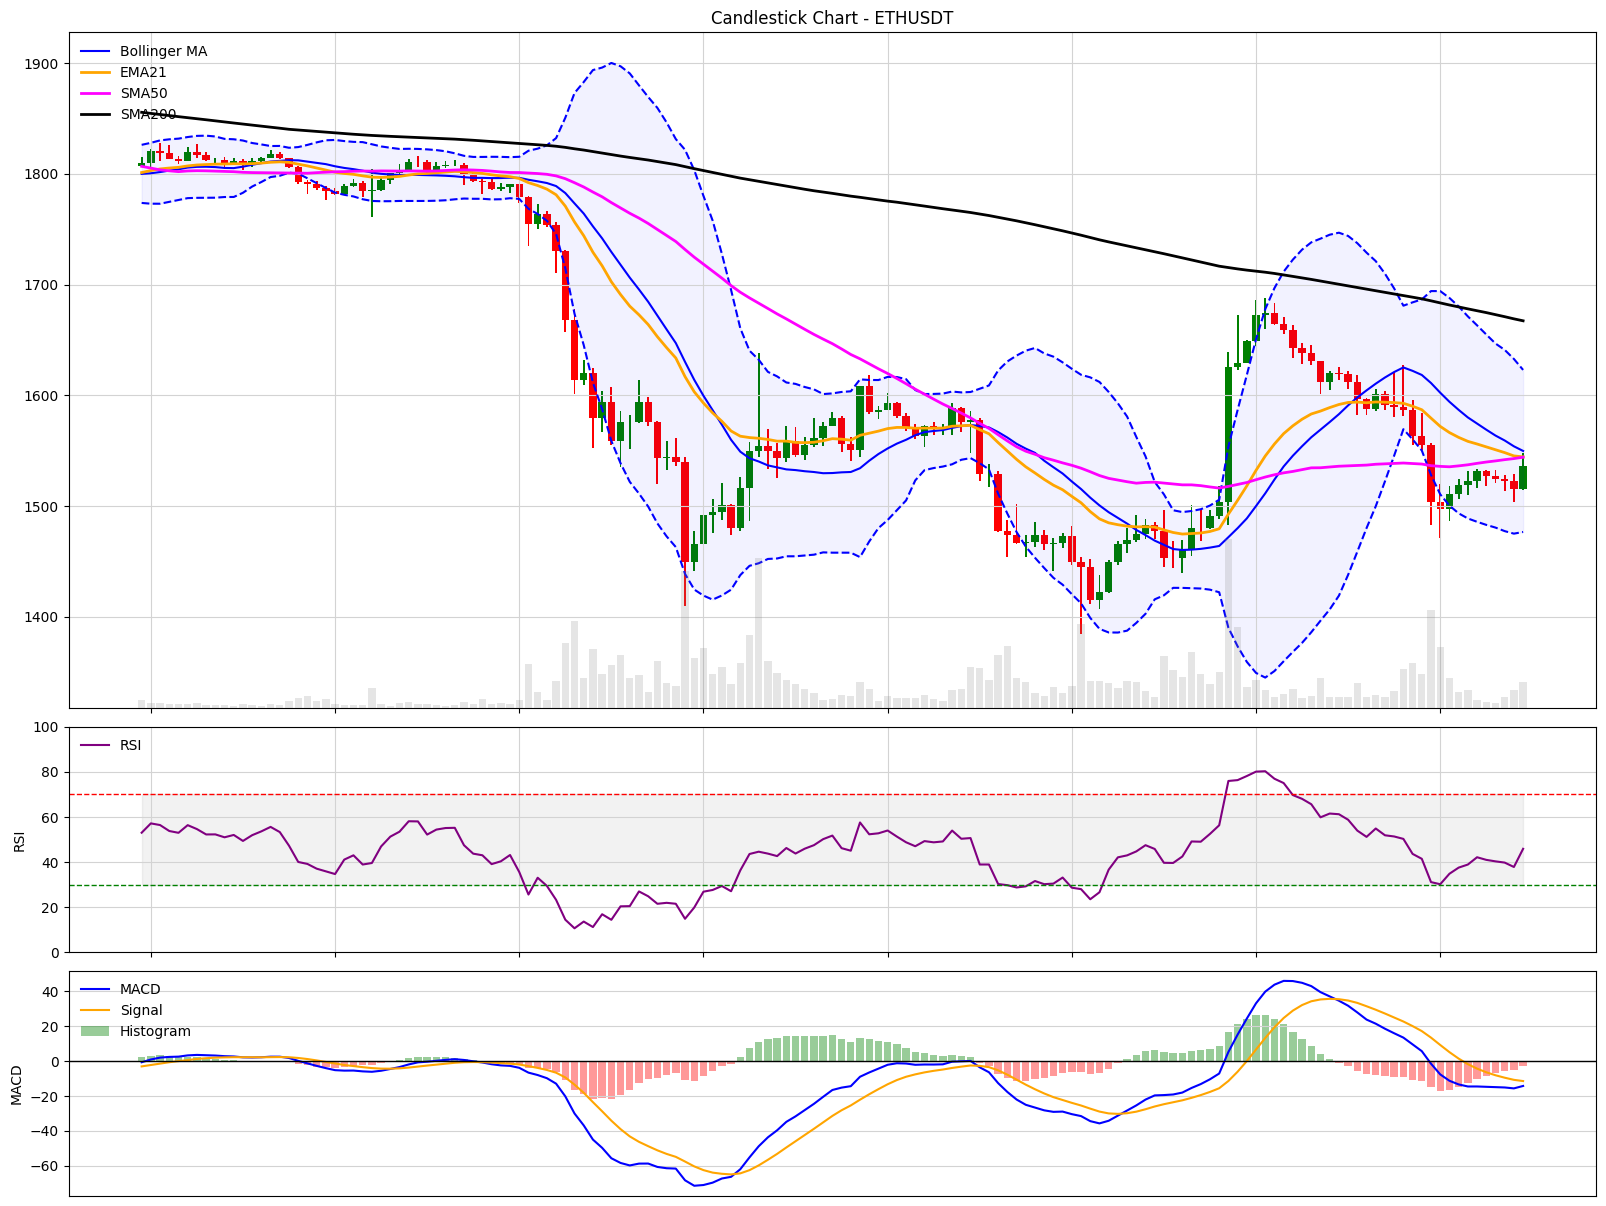 Candlestick Chart - ETHUSDT
Bollinger MA
EMA21
SMA50
SMA200
1900
1800
1700
1600
1500
1400
RSI
100
80
60
40
20
0
RSI
MACD
Signal
Histogram
40
20
0
−20
−40
−60
MACD